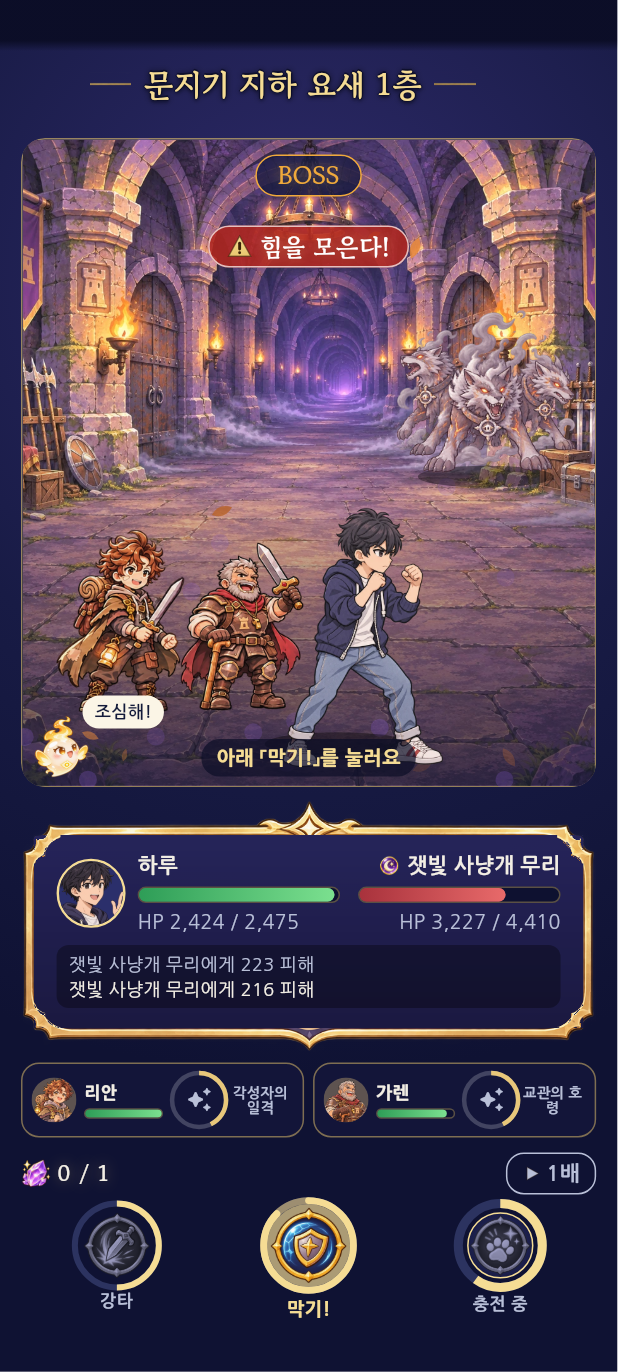 문지기 지하 요새 1층
BOSS
힘을 모은다!
조심해!
아래 「막기!」를 눌러요
하루
잿빛 사냥개 무리
HP 2,424 / 2,475
HP 3,227 / 4,410
잿빛 사냥개 무리에게 223 피해
잿빛 사냥개 무리에게 216 피해
리안
각성자의
일격
가렌
교관의 호
령
0 / 1
▶ 1배
강타
막기!
충전 중